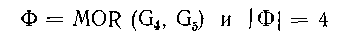 Φ = MOR (G₄, G₅) и |Φ| = 4